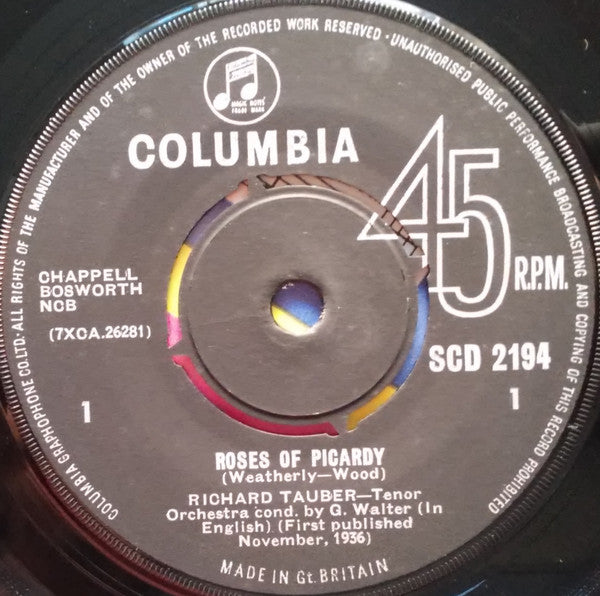 COLUMBIA GRAPHOPHONE CO.LTD·ALL RIGHTS OF THE MANUFACTURER AND OF THE OWNER OF THE RECORDED WORK RESERVED·UNAUTHORISED PUBLIC PERFORMANCE BROADCASTING AND COPYING OF THIS RECORD PROHIBITED
MAGIC NOTES
TRADE MARK
COLUMBIA
45
R.P.M.
CHAPPELL
BOSWORTH
NCB
(7XCA.26281)
SCD 2194
1
1
ROSES OF PICARDY
(Weatherly—Wood)
RICHARD TAUBER—Tenor
Orchestra cond. by G. Walter (In
English) (First published
November, 1936)
MADE IN Gt. BRITAIN